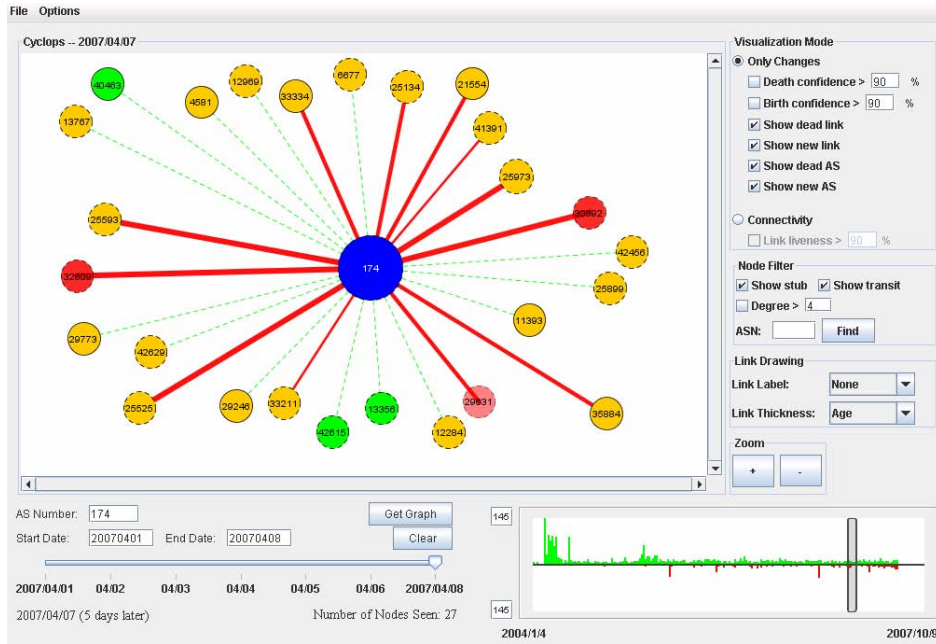 File Options
Cyclops -- 2007/04/07
40463
12969
6677
25134
21554
4581
33334
13767
41391
25973
30692
25593
42456
174
32609
25899
11393
29773
42629
25525
29246
33211
42615
13356
12284
29031
35884
Visualization Mode
Only Changes
Death confidence > 90 %
Birth confidence > 90 %
Show dead link
Show new link
Show dead AS
Show new AS
Connectivity
Link liveness > 90 %
Node Filter
Show stub Show transit
Degree > 4
ASN: Find
Link Drawing
Link Label: None
Link Thickness: Age
Zoom
+ -
AS Number: 174 Get Graph
Start Date: 20070401 End Date: 20070408 Clear
2007/04/01 04/02 04/03 04/04 04/05 04/06 2007/04/08
2007/04/07 (5 days later) Number of Nodes Seen: 27
145
145
2004/1/4 2007/10/9